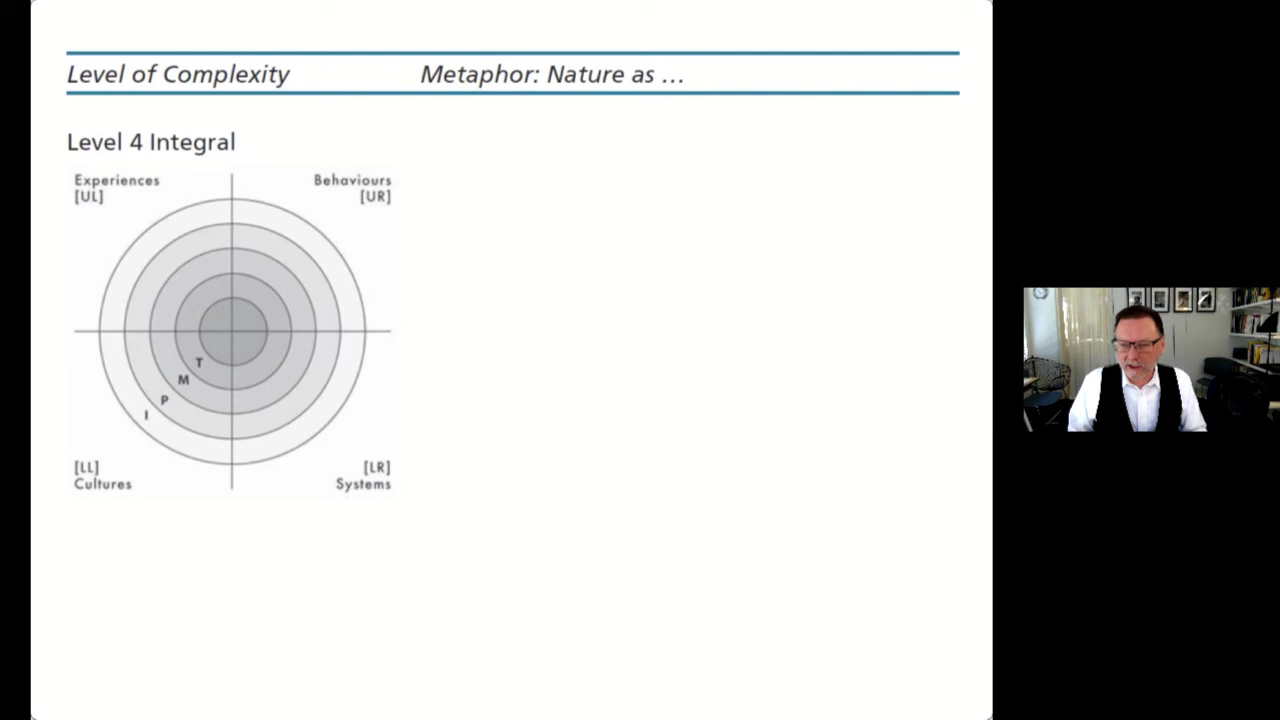 Level of Complexity Metaphor: Nature as ...
Level 4 Integral
Experiences Behaviours
[UL] [UR]
T
M
P
I
[LL] [LR]
Cultures Systems